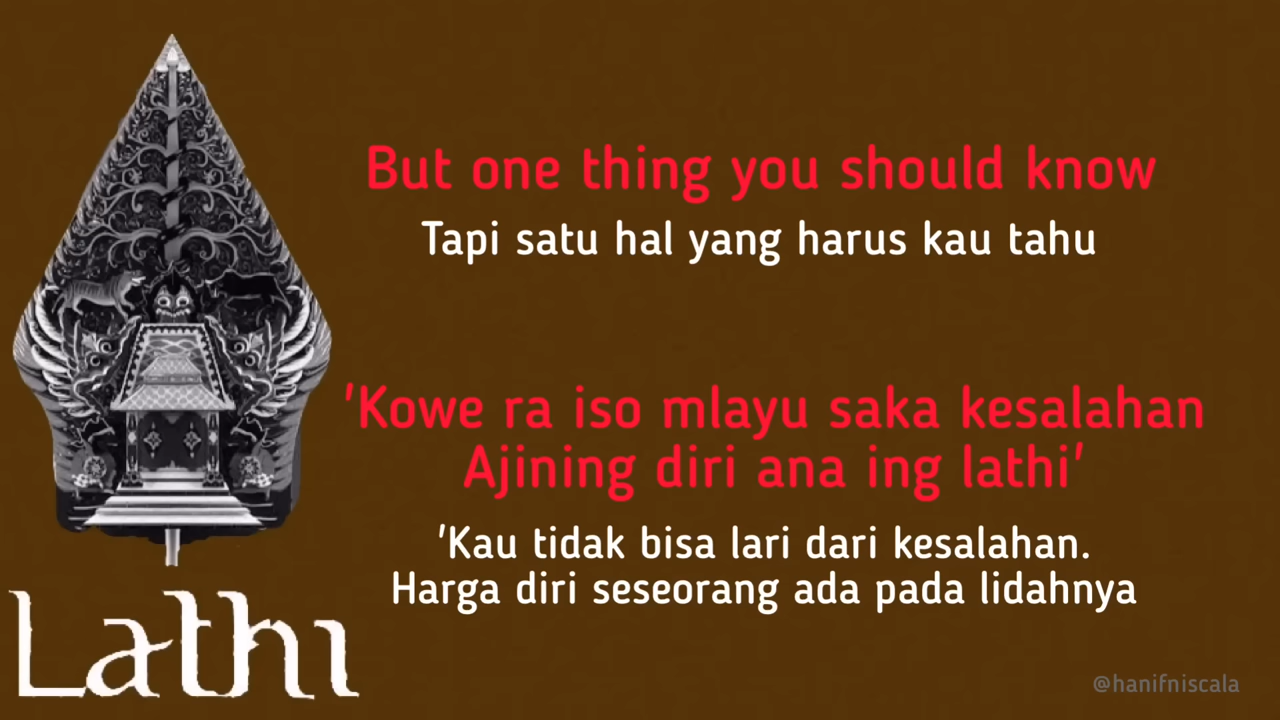 But one thing you should know
Tapi satu hal yang harus kau tahu
'Kowe ra iso mlayu saka kesalahan
Ajining diri ana ing lathi'
'Kau tidak bisa lari dari kesalahan.
Harga diri seseorang ada pada lidahnya
Lathi
@hanifniscala